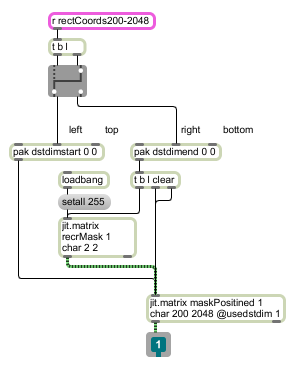 r rectCoords200-2048
t b l
left top right bottom
pak dstdimstart 0 0 pak dstdimend 0 0
loadbang t b l clear
setall 255
jit.matrix
recrMask 1
char 2 2
jit.matrix maskPositined 1
char 200 2048 @usedstdim 1
1